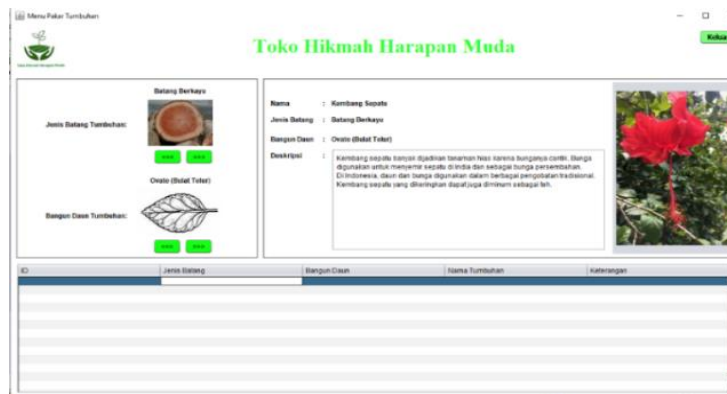 Menu Pakar Tumbuhan
Toko Hikmah Harapan Muda
Kelua
Batang Berkayu
Jenis Batang Tumbuhan:
<<< >>>
Ovate (Bulat Telur)
Bangun Daun Tumbuhan:
<<< >>>
Nama : Kembang Sepatu
Jenis Batang : Batang Berkayu
Bangun Daun : Ovate (Bulat Telur)
Deskripsi :
Kembang sepatu banyak dijadikan tanaman hias karena bunganya cantik. Bunga
digunakan untuk menyemir sepatu di India dan sebagai bunga persembahan.
Di Indonesia, daun dan bunga digunakan dalam berbagai pengobatan tradisional.
Kembang sepatu yang dikeringkan dapat juga diminum sebagai teh.
ID Jenis Batang Bangun Daun Nama Tumbuhan Keterangan